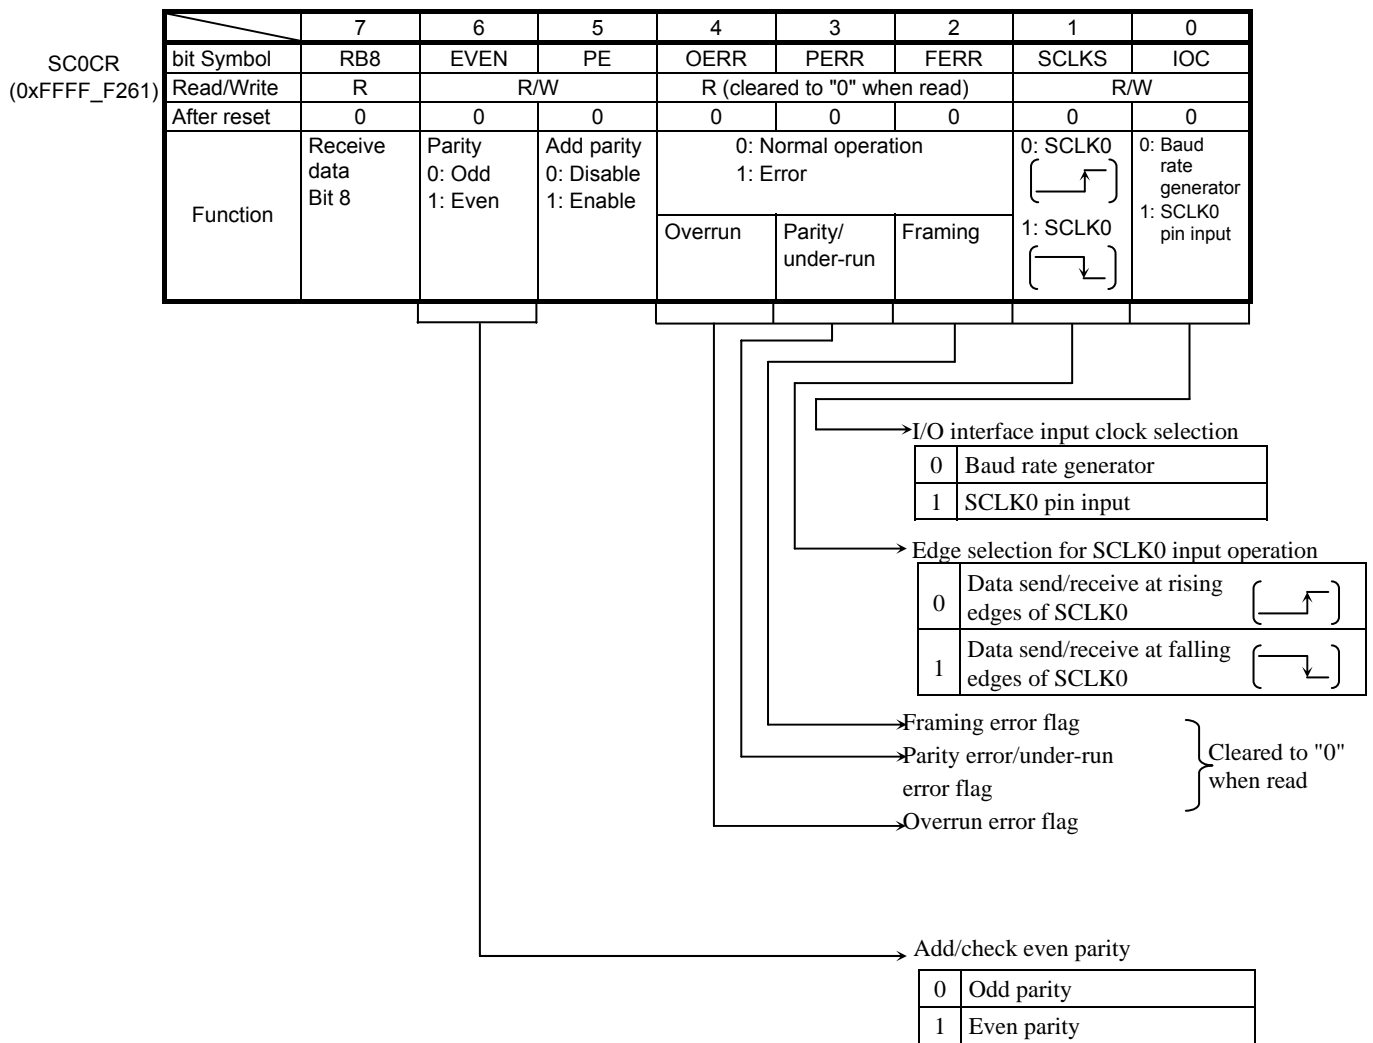 7 6 5 4 3 2 1 0
SC0CR
(0xFFFF_F261)
bit Symbol RB8 EVEN PE OERR PERR FERR SCLKS IOC
Read/Write R R/W R (cleared to "0" when read) R/W
After reset 0 0 0 0 0 0 0 0
Function
Receive
data
Bit 8
Parity
0: Odd
1: Even
Add parity
0: Disable
1: Enable
0: Normal operation
1: Error
Overrun
Parity/
under-run
Framing
0: SCLK0
1: SCLK0
0: Baud
rate
generator
1: SCLK0
pin input
I/O interface input clock selection
0 Baud rate generator
1 SCLK0 pin input
Edge selection for SCLK0 input operation
0 Data send/receive at rising
edges of SCLK0
1 Data send/receive at falling
edges of SCLK0
Framing error flag
Parity error/under-run
error flag
Overrun error flag
Cleared to "0"
when read
Add/check even parity
0 Odd parity
1 Even parity